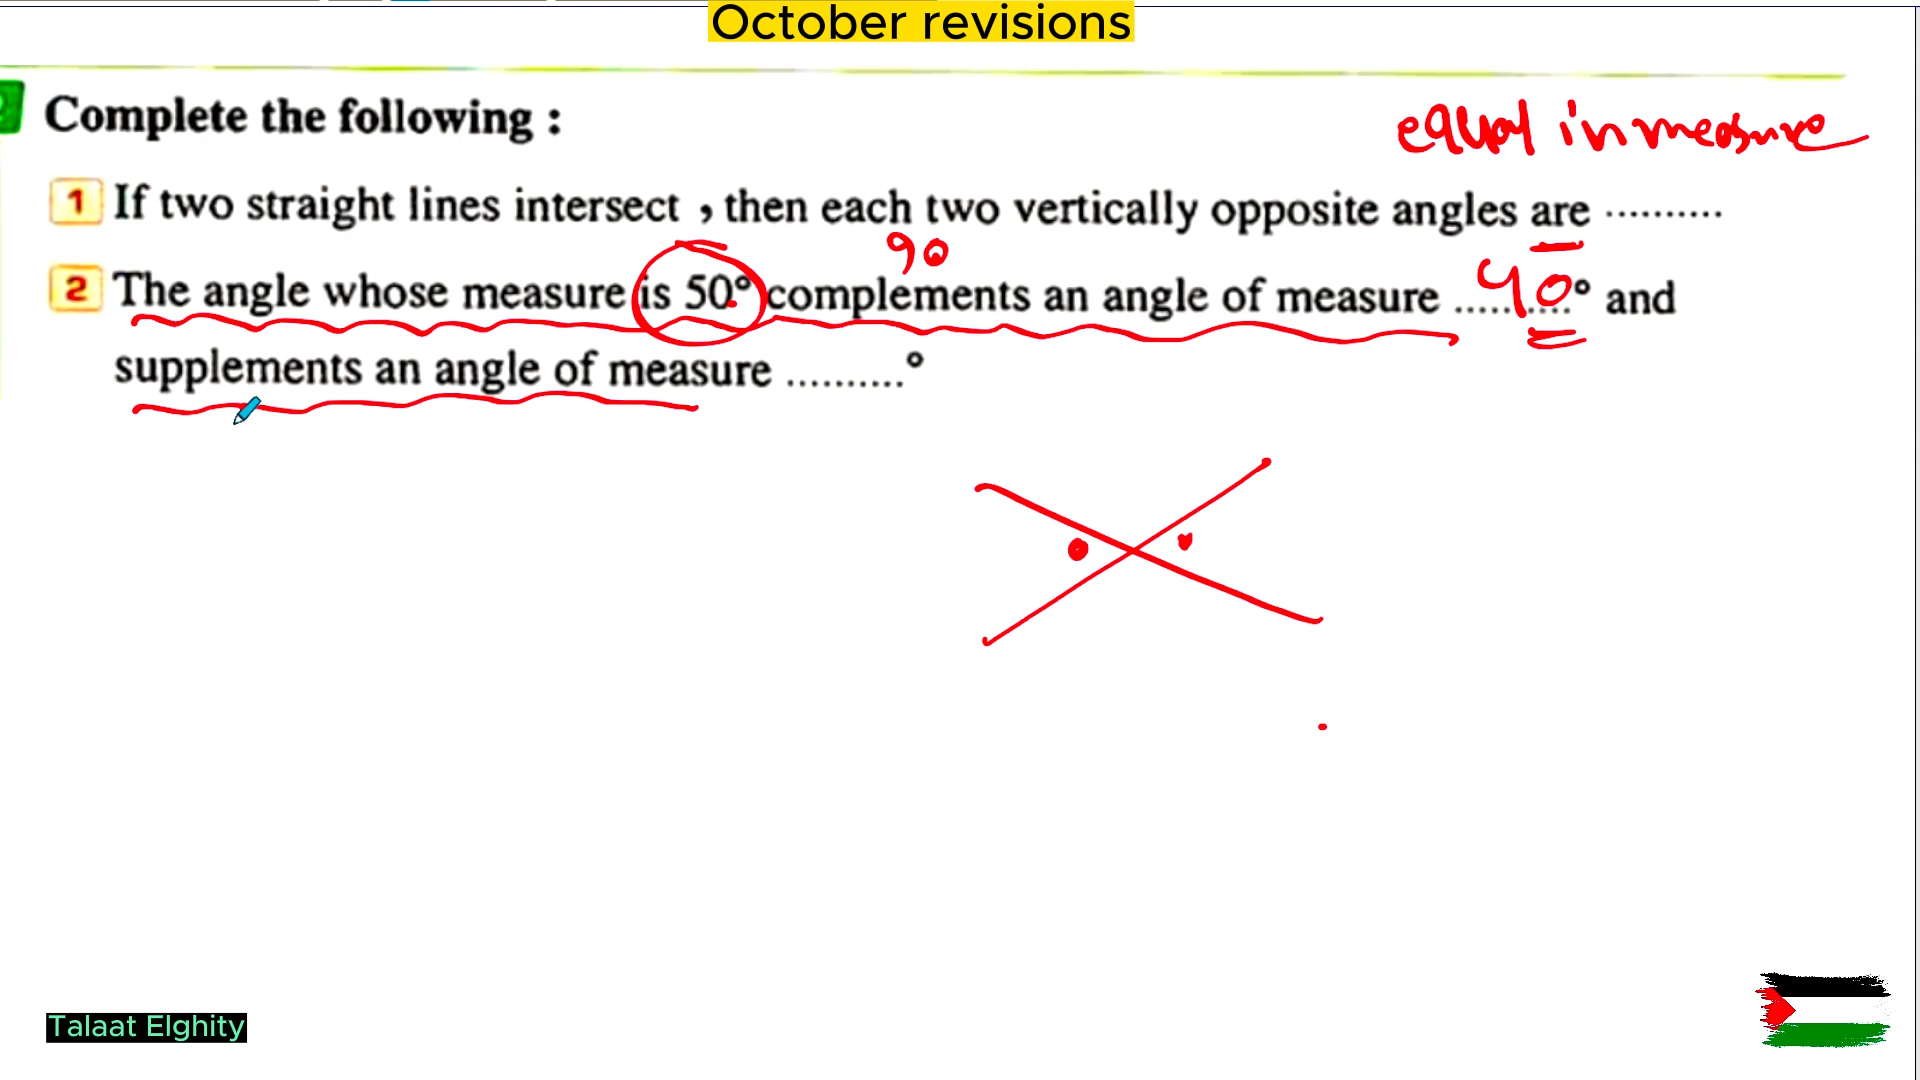 October revisions
Complete the following :
equal in measure
1 If two straight lines intersect , then each two vertically opposite angles are ..........
90
2 The angle whose measure is 50° complements an angle of measure .......... ° and
40
supplements an angle of measure ..........°
Talaat Elghity